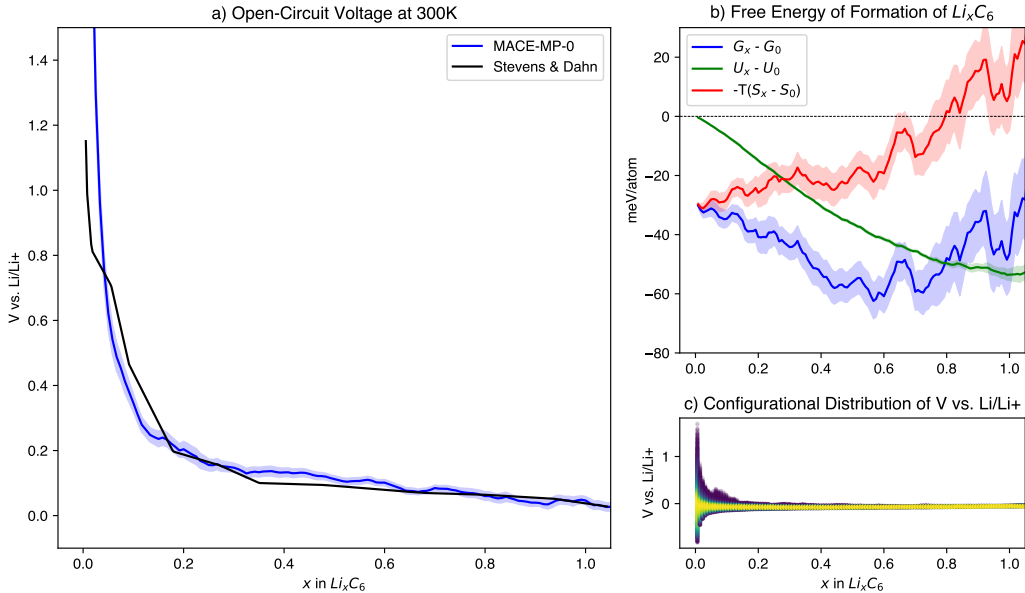 a) Open-Circuit Voltage at 300K
MACE-MP-0
Stevens & Dahn
V vs. Li/Li+
1.4
1.2
1.0
0.8
0.6
0.4
0.2
0.0
0.0 0.2 0.4 0.6 0.8 1.0
x in LiₓC₆
b) Free Energy of Formation of LiₓC₆
Gₓ - G₀
Uₓ - U₀
-T(Sₓ - S₀)
meV/atom
20
0
−20
−40
−60
−80
0.0 0.2 0.4 0.6 0.8 1.0
c) Configurational Distribution of V vs. Li/Li+
V vs. Li/Li+
1
0
0.0 0.2 0.4 0.6 0.8 1.0
x in LiₓC₆